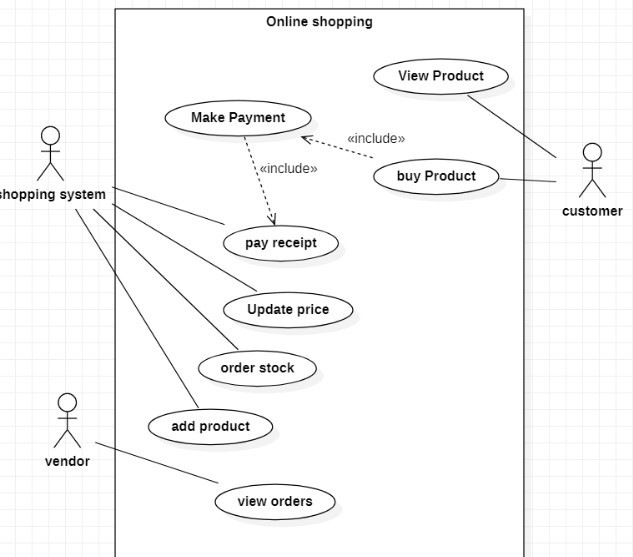 Online shopping
View Product
Make Payment
«include»
«include»
buy Product
shopping system
customer
pay receipt
Update price
order stock
add product
vendor
view orders